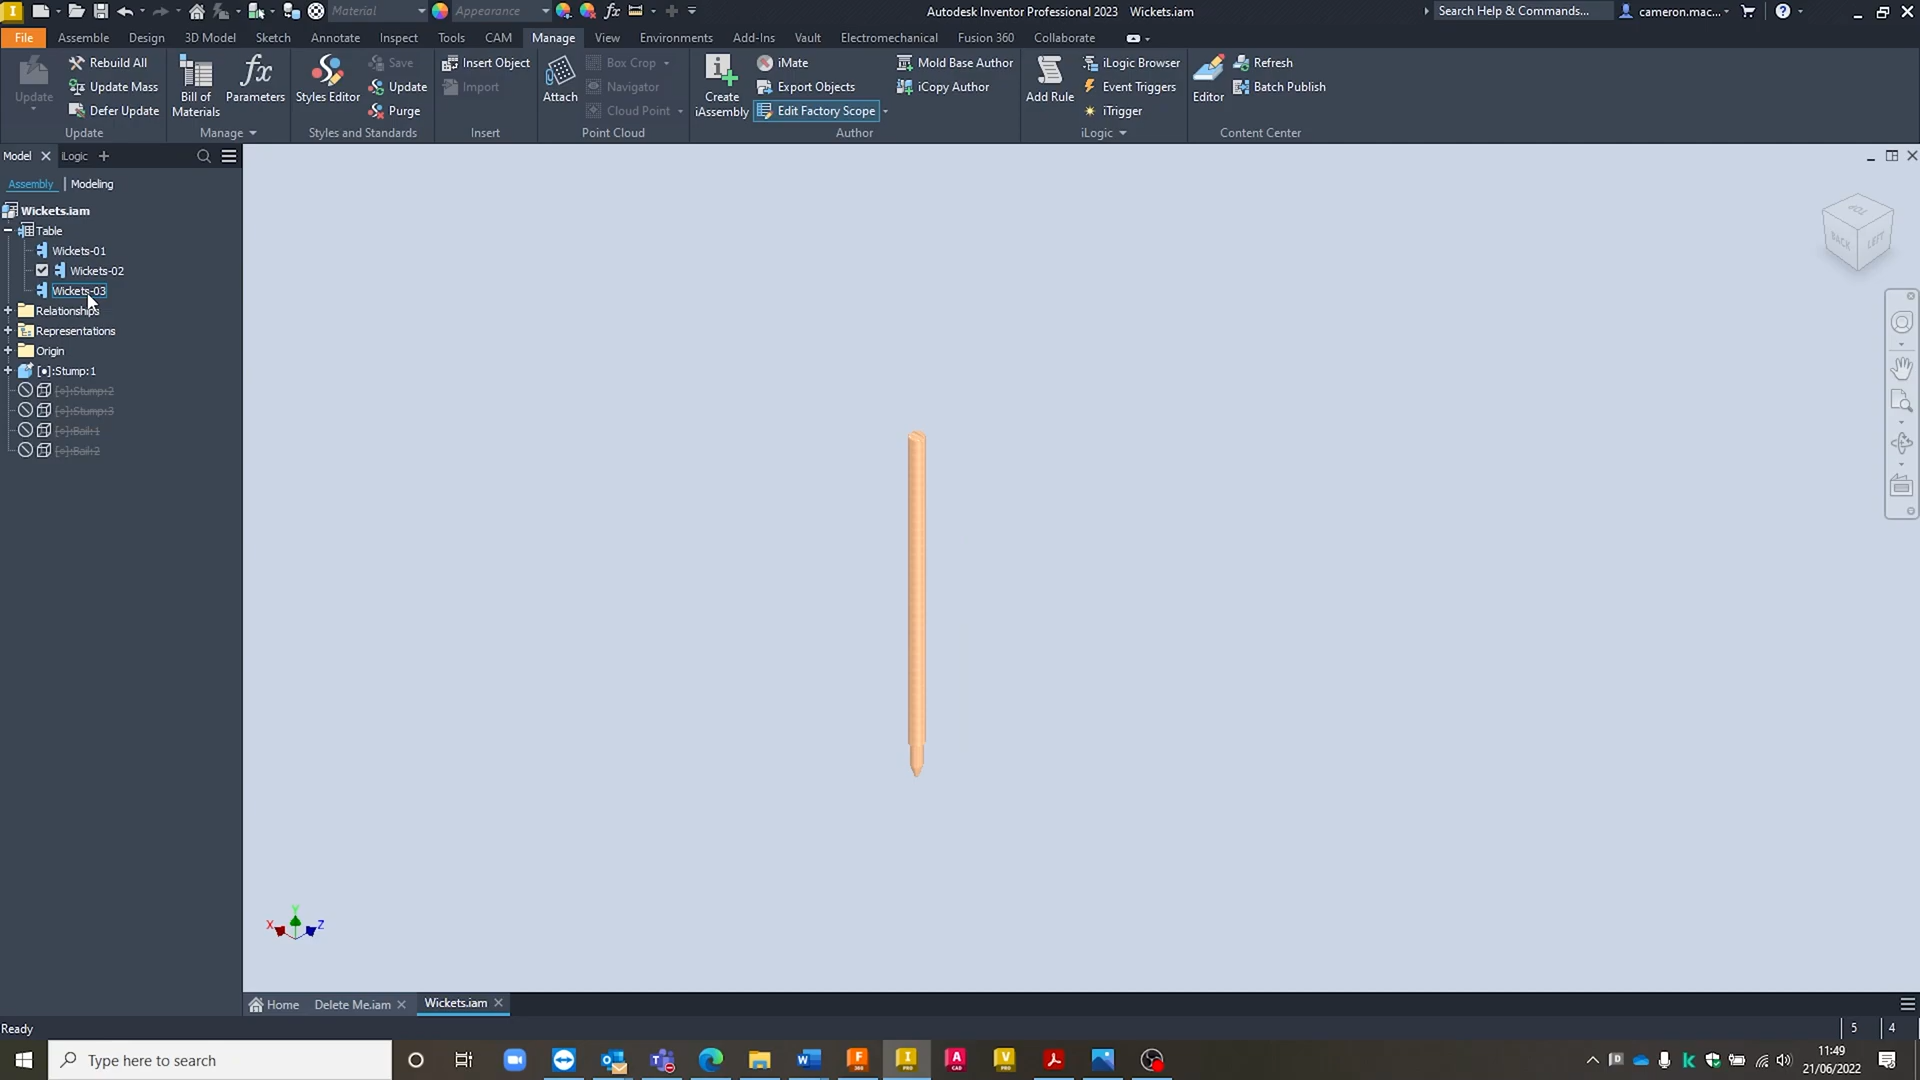 Material
Appearance
Autodesk Inventor Professional 2023 Wickets.iam
Search Help & Commands...
cameron.mac...
File
Assemble
Design
3D Model
Sketch
Annotate
Inspect
Tools
CAM
Manage
View
Environments
Add-Ins
Vault
Electromechanical
Fusion 360
Collaborate
Update
Rebuild All
Update Mass
Defer Update
Update
Bill of
Materials
fx
Parameters
Manage
Styles Editor
Save
Update
Purge
Styles and Standards
Insert Object
Import
Insert
Attach
Box Crop
Navigator
Cloud Point
Point Cloud
Create
iAssembly
iMate
Export Objects
Edit Factory Scope
Mold Base Author
iCopy Author
Author
Add Rule
iLogic Browser
Event Triggers
iTrigger
iLogic
Editor
Refresh
Batch Publish
Content Center
Model
iLogic
Assembly
Modeling
Wickets.iam
Table
Wickets-01
Wickets-02
Wickets-03
Relationships
Representations
Origin
[●]:Stump:1
[○]:Stump:2
[○]:Stump:3
[○]:Bail:1
[○]:Bail:2
TOP
BACK
LEFT
X
Y
Z
Home
Delete Me.iam
Wickets.iam
Ready
5
4
Type here to search
11:49
21/06/2022